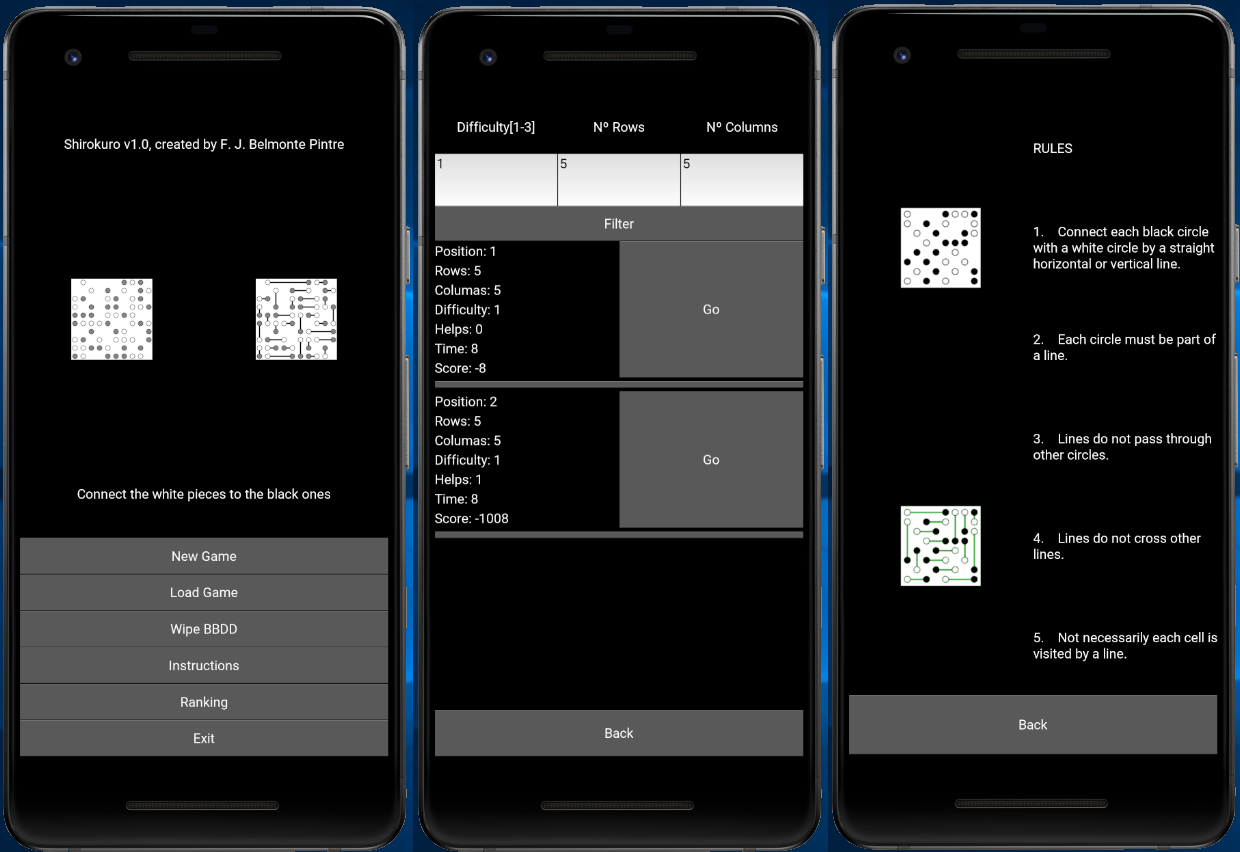 Shirokuro v1.0, created by F. J. Belmonte Pintre
Connect the white pieces to the black ones
New Game
Load Game
Wipe BBDD
Instructions
Ranking
Exit
Difficulty[1-3] Nº Rows Nº Columns
1 5 5
Filter
Position: 1
Rows: 5
Columas: 5
Difficulty: 1
Helps: 0
Time: 8
Score: -8
Go
Position: 2
Rows: 5
Columas: 5
Difficulty: 1
Helps: 1
Time: 8
Score: -1008
Go
Back
RULES
1. Connect each black circle
with a white circle by a straight
horizontal or vertical line.
2. Each circle must be part of
a line.
3. Lines do not pass through
other circles.
4. Lines do not cross other
lines.
5. Not necessarily each cell is
visited by a line.
Back